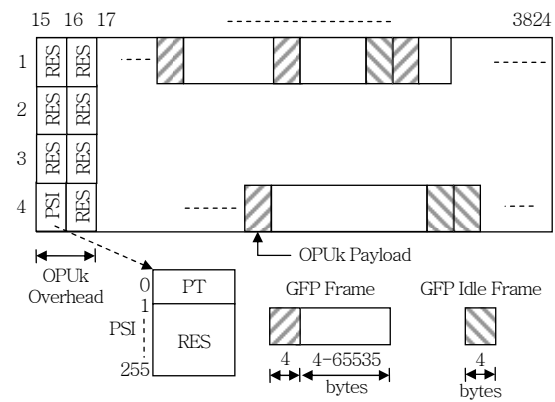 15 16 17 3824
1 RES RES
2 RES RES
3 RES RES
4 PSI RES
OPUk Payload
OPUk
Overhead
0 PT
1
PSI RES
255
GFP Frame
4 4-65535
bytes
GFP Idle Frame
4
bytes